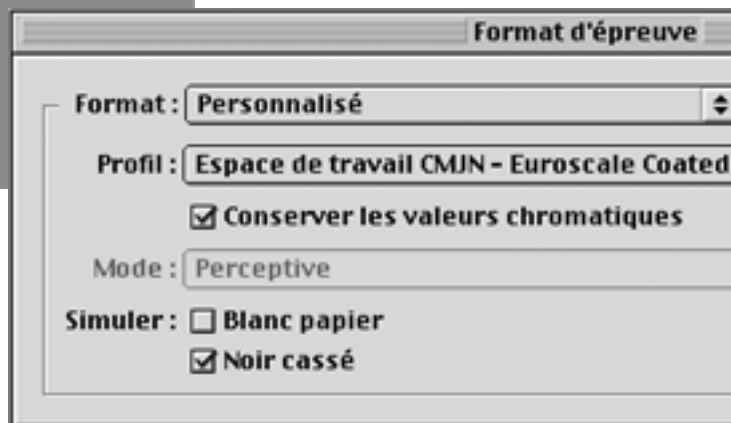 Format d'épreuve
Format : Personnalisé
Profil : Espace de travail CMJN - Euroscale Coated
Conserver les valeurs chromatiques
Mode : Perceptive
Simuler : Blanc papier
Noir cassé